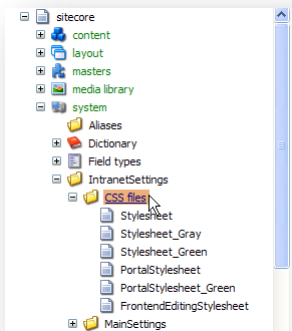 sitecore
content
layout
masters
media library
system
Aliases
Dictionary
Field types
IntranetSettings
CSS files
Stylesheet
Stylesheet_Gray
Stylesheet_Green
PortalStylesheet
PortalStylesheet_Green
FrontendEditingStylesheet
MainSettings